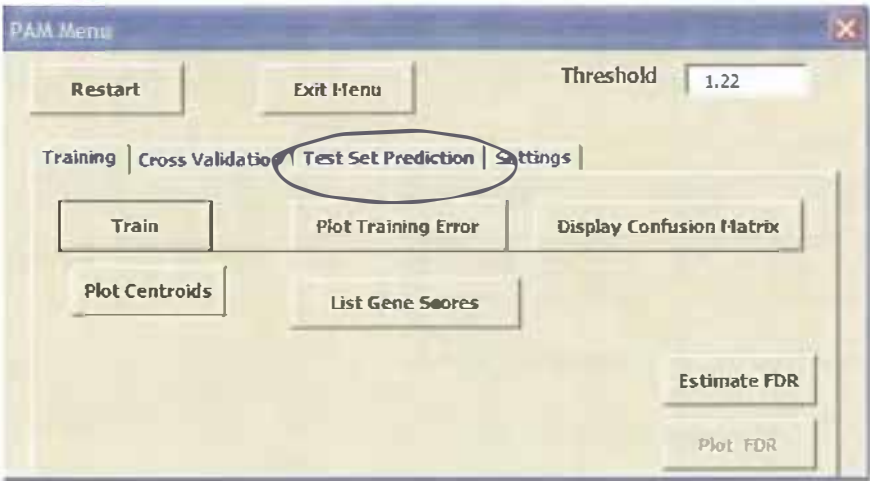 PAM Menu
Restart Exit Menu Threshold 1.22
Training Cross Validation Test Set Prediction Settings
Train Plot Training Error Display Confusion Matrix
Plot Centroids List Gene Scores
Estimate FDR
Plot FDR